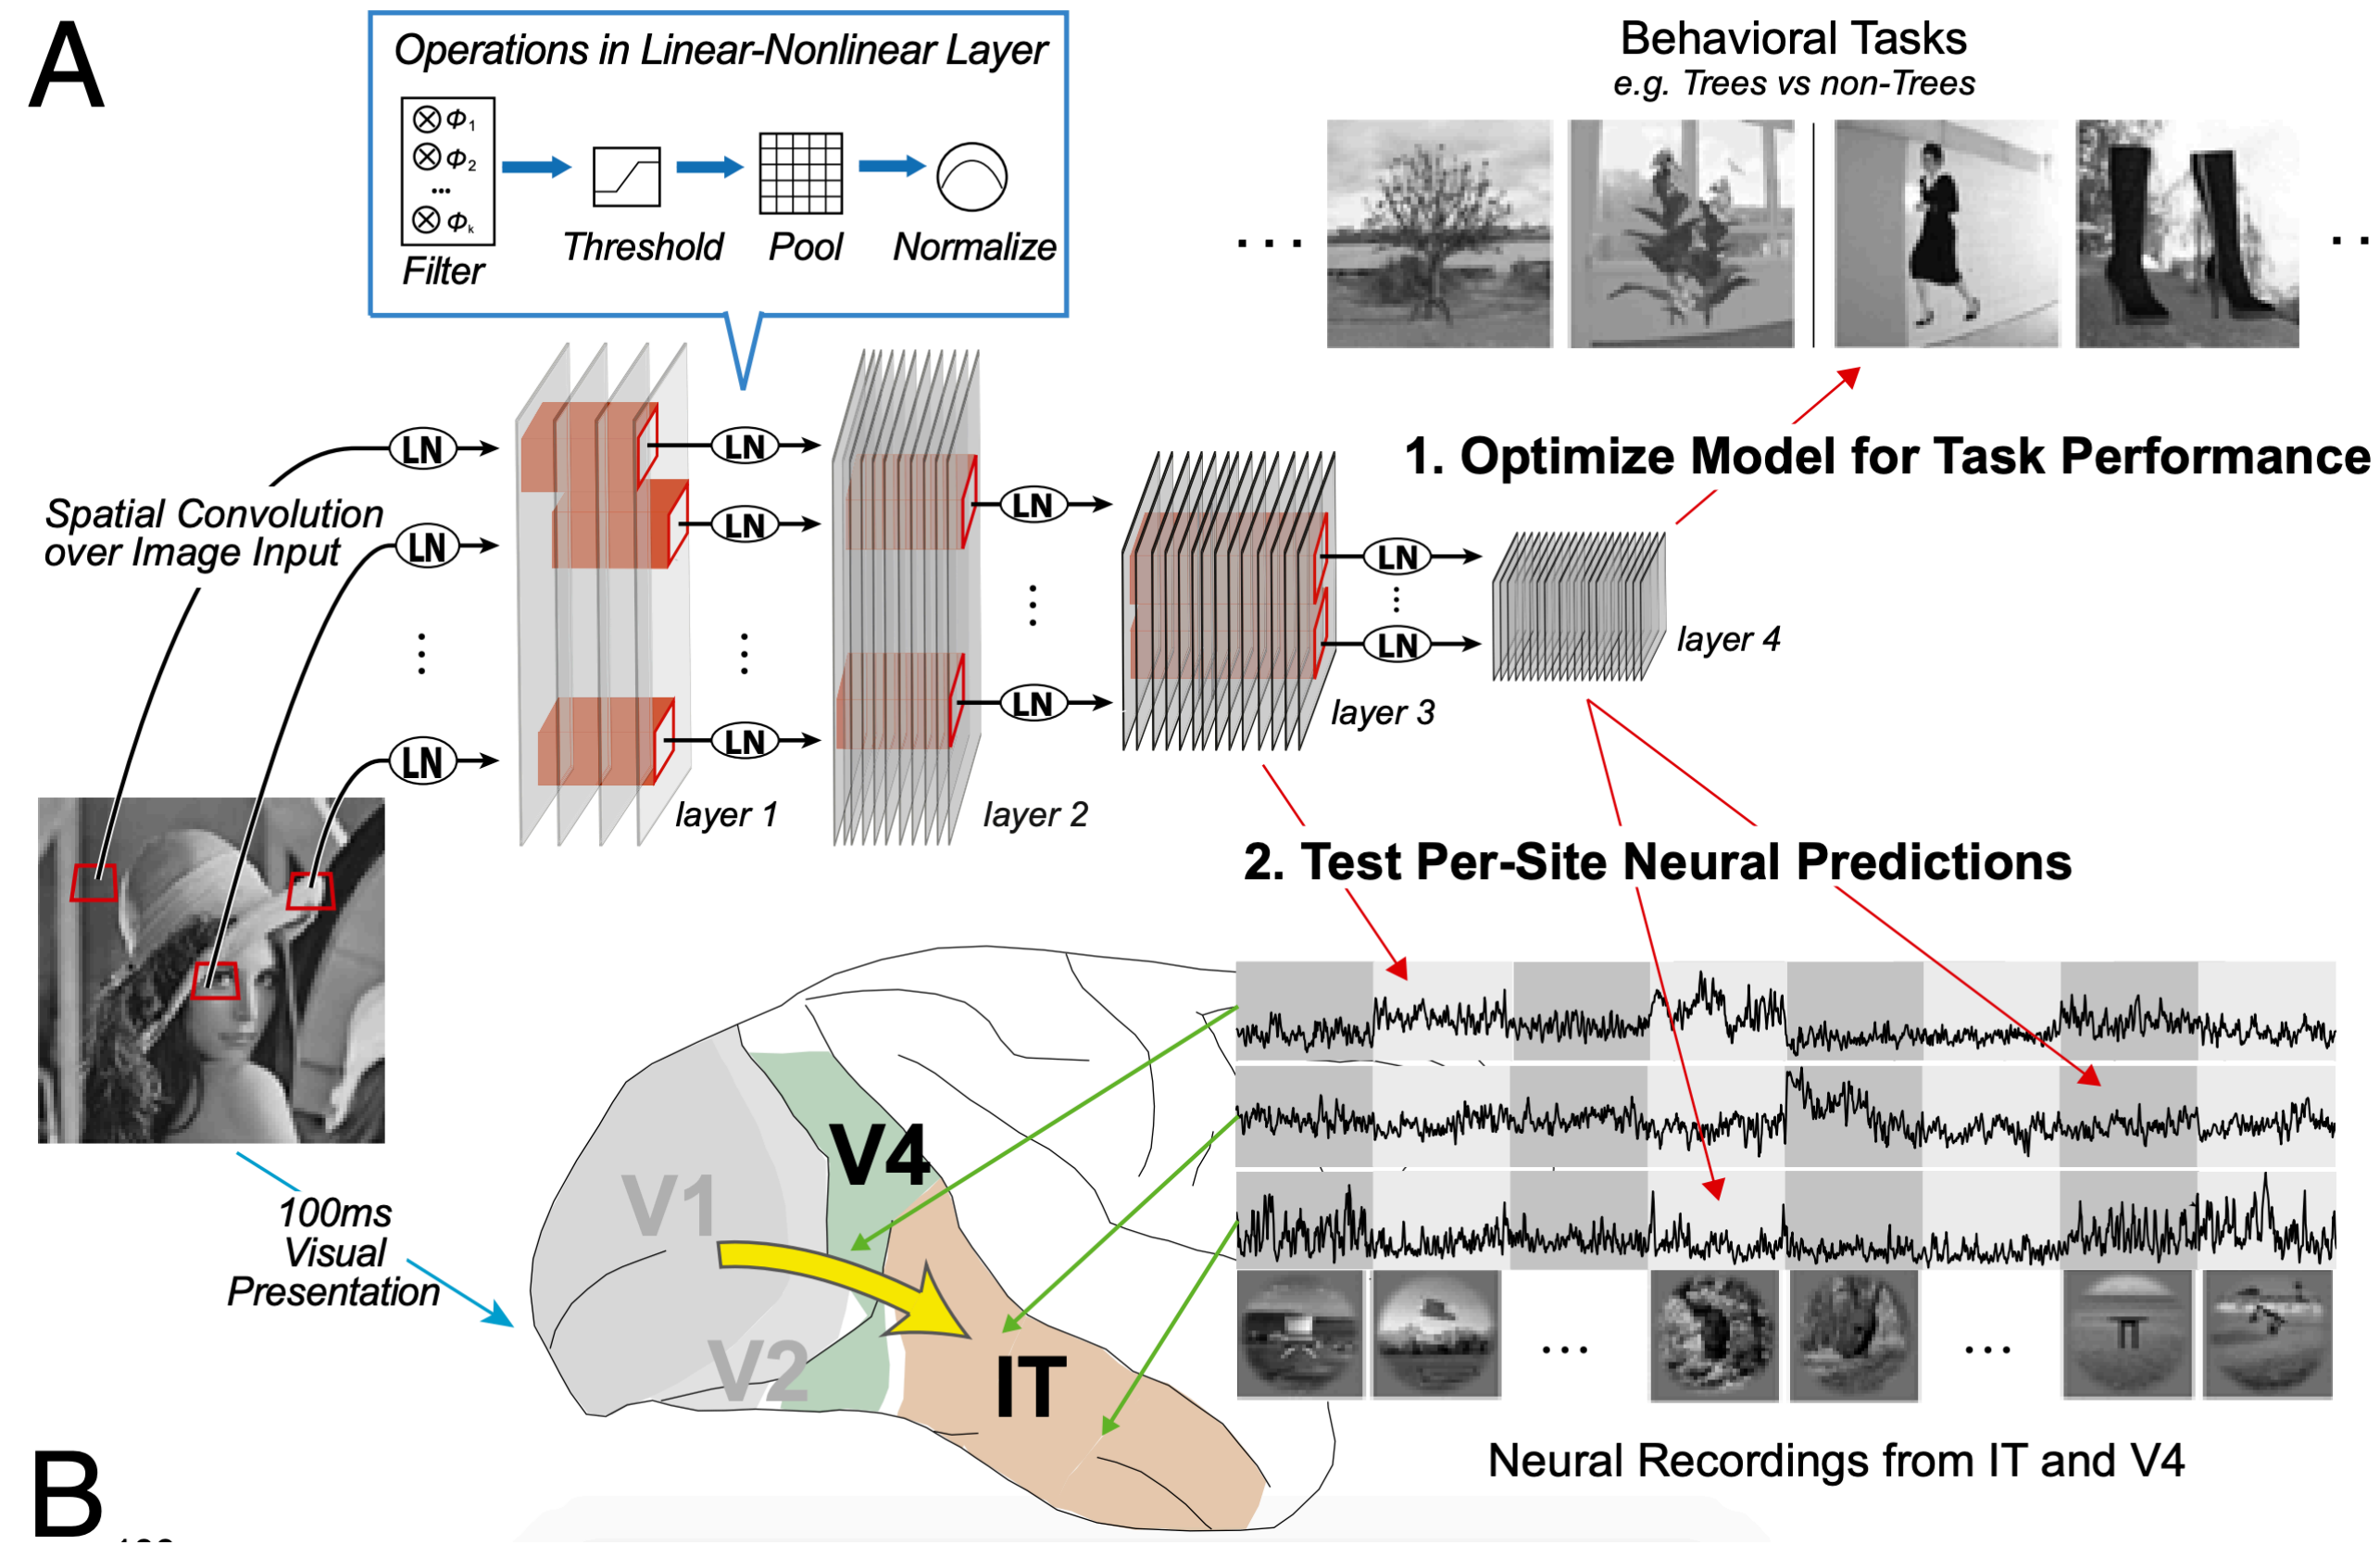 A
Operations in Linear-Nonlinear Layer
⊗ Φ1
⊗ Φ2
...
⊗ Φk
Filter
Threshold
Pool
Normalize
Behavioral Tasks
e.g. Trees vs non-Trees
...
..
LN
LN
LN
LN
LN
LN
LN
LN
LN
LN
Spatial Convolution
over Image Input
layer 1
layer 2
layer 3
layer 4
1. Optimize Model for Task Performance
2. Test Per-Site Neural Predictions
100ms
Visual
Presentation
V1
V2
V4
IT
...
...
Neural Recordings from IT and V4
B